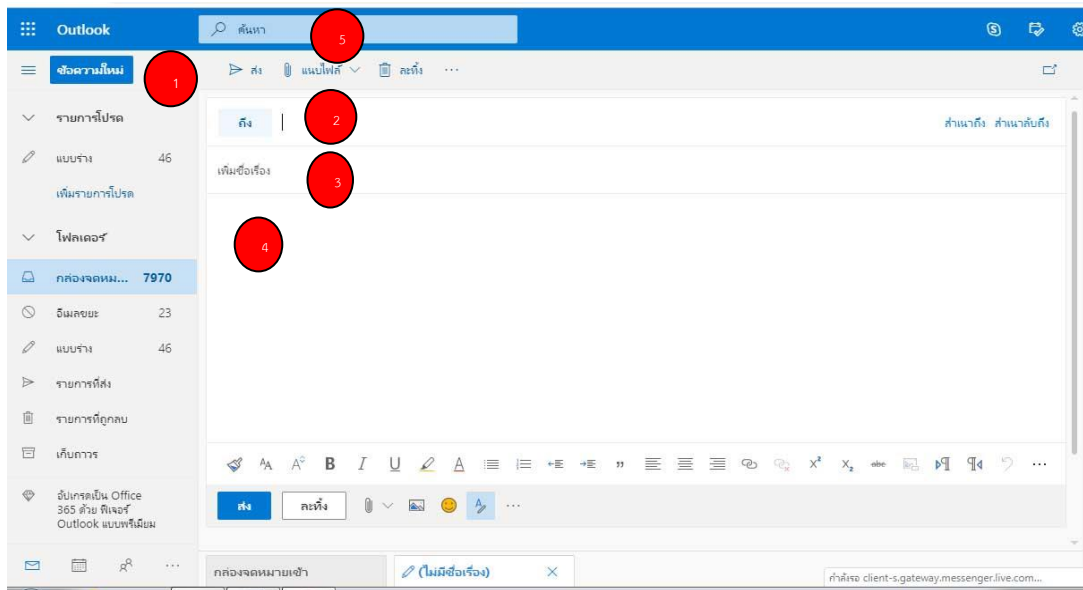 Outlook
ค้นหา
5
ข้อความใหม่
1
ส่ง แนบไฟล์ ละทิ้ง ...
รายการโปรด
แบบร่าง 46
เพิ่มรายการโปรด
โฟลเดอร์
กล่องจดหม... 7970
อีเมลขยะ 23
แบบร่าง 46
รายการที่ส่ง
รายการที่ถูกลบ
เก็บถาวร
อัปเกรดเป็น Office
365 ด้วย ฟีเจอร์
Outlook แบบพรีเมียม
ถึง
2
สำเนาถึง สำเนาลับถึง
เพิ่มชื่อเรื่อง
3
4
ส่ง ละทิ้ง
กล่องจดหมายเข้า (ไม่มีชื่อเรื่อง)
กำลังรอ client-s.gateway.messenger.live.com...